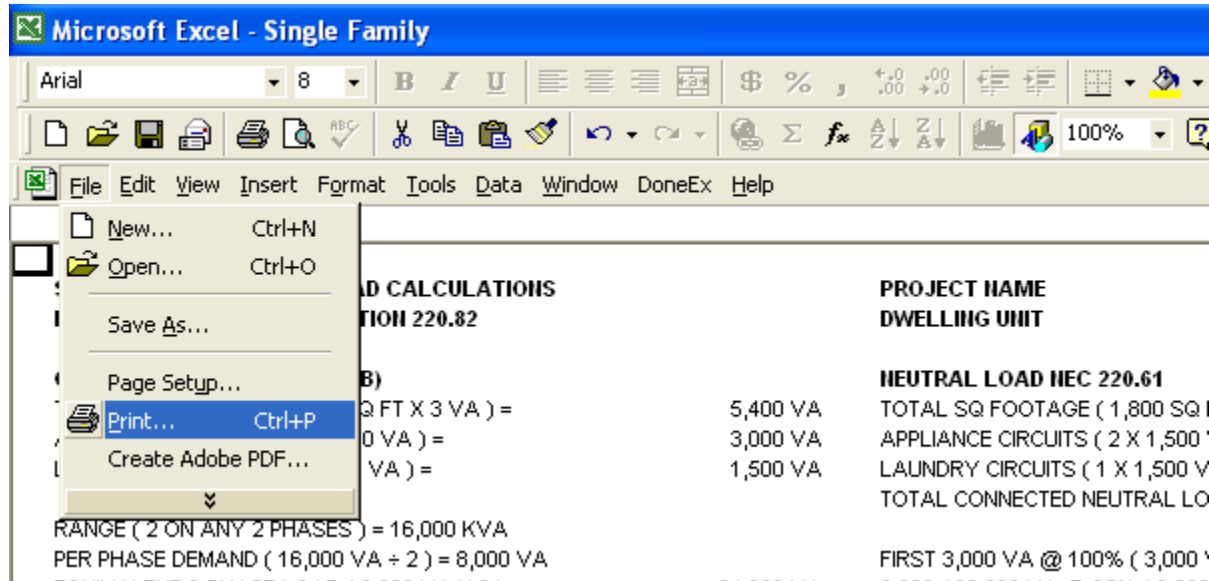 Microsoft Excel - Single Family
Arial 8 B I U $ % ,
ABC Σ fx 100%
File Edit View Insert Format Tools Data Window DoneEx Help
New... Ctrl+N
Open... Ctrl+O
Save As...
Page Setup...
Print... Ctrl+P
Create Adobe PDF...
CALCULATIONS PROJECT NAME
220.82 DWELLING UNIT
B) NEUTRAL LOAD NEC 220.61
FT X 3 VA ) = 5,400 VA TOTAL SQ FOOTAGE ( 1,800 SQ
VA ) = 3,000 VA APPLIANCE CIRCUITS ( 2 X 1,500
VA ) = 1,500 VA LAUNDRY CIRCUITS ( 1 X 1,500
TOTAL CONNECTED NEUTRAL
RANGE ( 2 ON ANY 2 PHASES ) = 16,000 KVA
PER PHASE DEMAND ( 16,000 VA ÷ 2 ) = 8,000 VA FIRST 3,000 VA @ 100% ( 3,000